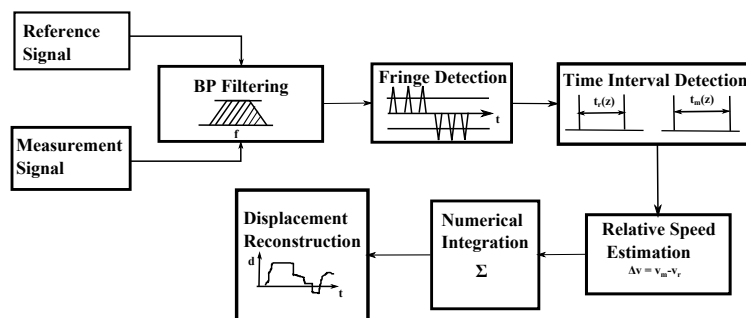 Reference
Signal
BP Filtering
f
Measurement
Signal
Fringe Detection
t
Time Interval Detection
tᵣ(z)
tₘ(z)
Relative Speed
Estimation
Δv = vₘ-vᵣ
Numerical
Integration
Σ
Displacement
Reconstruction
d
t